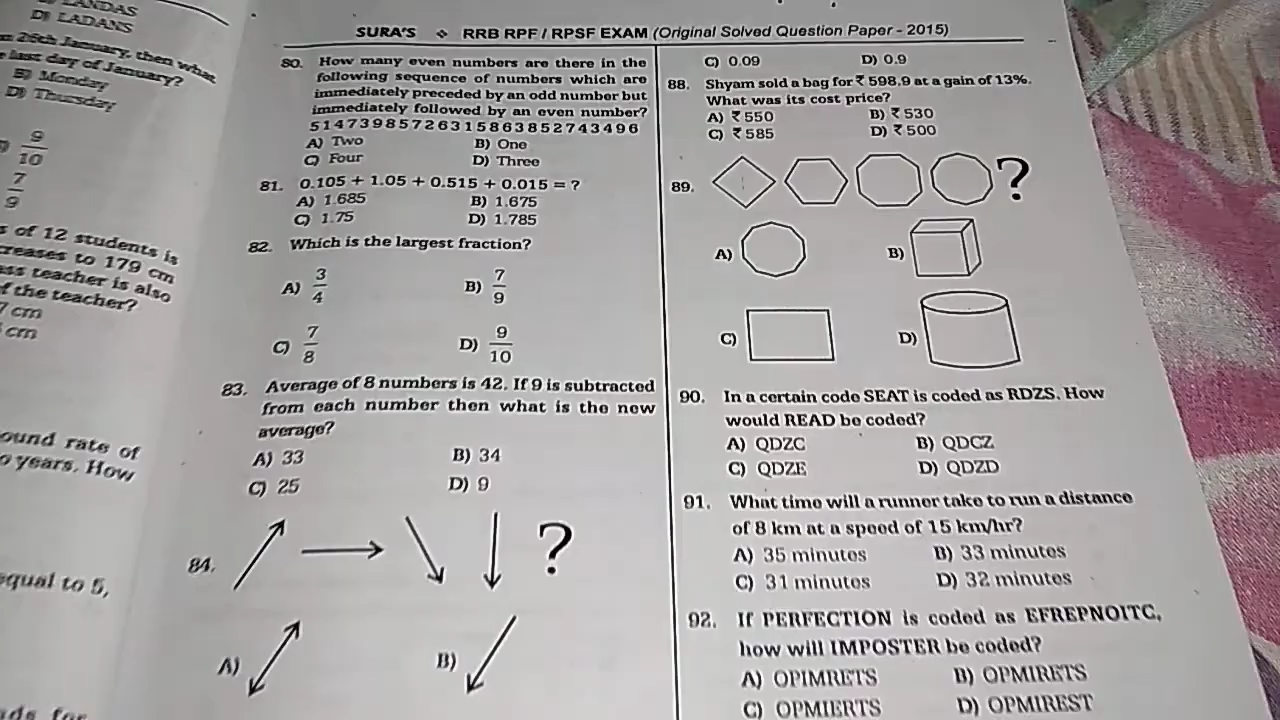 LANDAS
D) LADANS
26th January, then what
last day of January?
B) Monday
D) Thursday
9
10
7
9
of 12 students is
creases to 179 cm
teacher is also
f the teacher?
cm
cm
ound rate of
years. How
equal to 5,
SURA'S ❖ RRB RPF / RPSF EXAM (Original Solved Question Paper - 2015)
80. How many even numbers are there in the
following sequence of numbers which are
immediately preceded by an odd number but
immediately followed by an even number?
5 1 4 7 3 9 8 5 7 2 6 3 1 5 8 6 3 8 5 2 7 4 3 4 9 6
A) Two B) One
C) Four D) Three
81. 0.105 + 1.05 + 0.515 + 0.015 = ?
A) 1.685 B) 1.675
C) 1.75 D) 1.785
82. Which is the largest fraction?
A) 3/4 B) 7/9
C) 7/8 D) 9/10
83. Average of 8 numbers is 42. If 9 is subtracted
from each number then what is the new
average?
A) 33 B) 34
C) 25 D) 9
84. ?
A) B)
C) 0.09 D) 0.9
88. Shyam sold a bag for ₹ 598.9 at a gain of 13%.
What was its cost price?
A) ₹ 550 B) ₹ 530
C) ₹ 585 D) ₹ 500
89. ?
A) B)
C) D)
90. In a certain code SEAT is coded as RDZS. How
would READ be coded?
A) QDZC B) QDCZ
C) QDZE D) QDZD
91. What time will a runner take to run a distance
of 8 km at a speed of 15 km/hr?
A) 35 minutes B) 33 minutes
C) 31 minutes D) 32 minutes
92. If PERFECTION is coded as EFREPNOITC,
how will IMPOSTER be coded?
A) OPIMRETS B) OPMIRETS
C) OPMIERTS D) OPMIREST